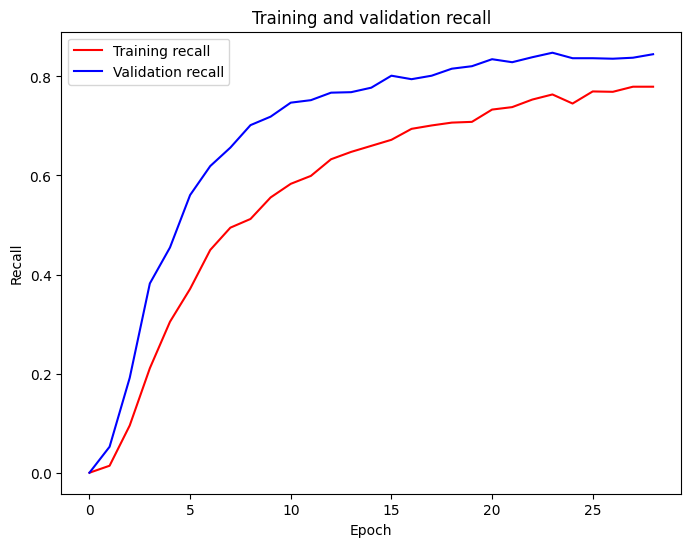 Training and validation recall
Training recall
Validation recall
0.8
0.6
0.4
0.2
0.0
Recall
0 5 10 15 20 25
Epoch